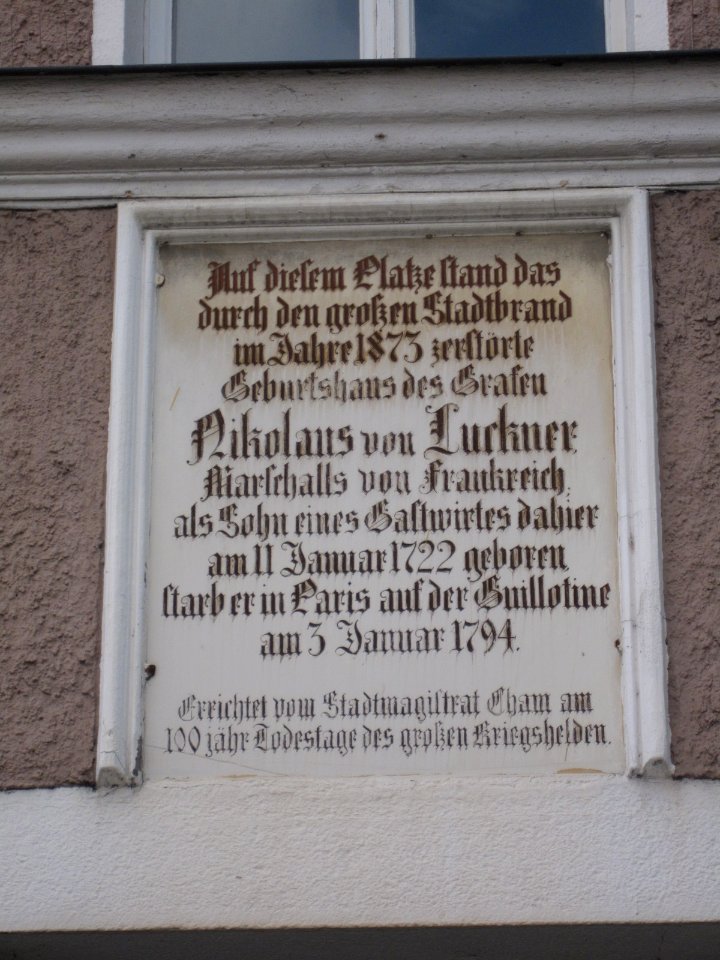 Auf diesem Platze stand das
durch den großen Stadtbrand
im Jahre 1873 zerstörte
Geburtshaus des Grafen
Nikolaus von Luckner,
Marschalls von Frankreich,
als Sohn eines Gastwirtes dahier
am 11 Januar 1722 geboren
starb er in Paris auf der Guillotine
am 3 Januar 1794.
Errichtet vom Stadtmagistrat Cham am
100 jähr Todestage des großen Kriegshelden.